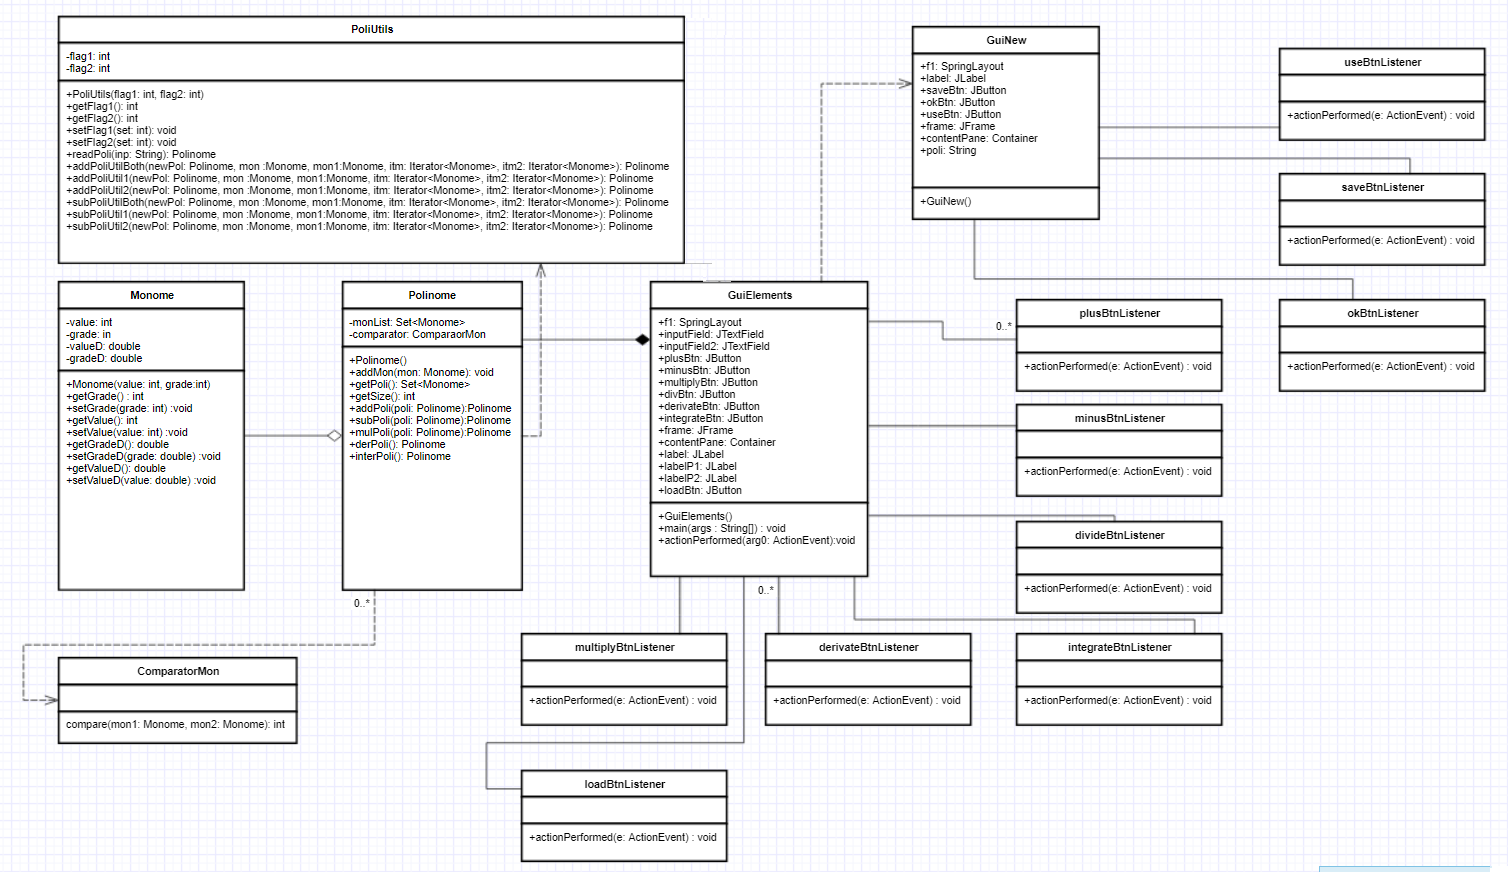 PoliUtils
-flag1: int
-flag2: int
+PoliUtils(flag1: int, flag2: int)
+getFlag1(): int
+getFlag2(): int
+setFlag1(set: int): void
+setFlag2(set: int): void
+readPoli(inp: String): Polinome
+addPoliUtilBoth(newPol: Polinome, mon :Monome, mon1:Monome, itm: Iterator<Monome>, itm2: Iterator<Monome>): Polinome
+addPoliUtil1(newPol: Polinome, mon :Monome, mon1:Monome, itm: Iterator<Monome>, itm2: Iterator<Monome>): Polinome
+addPoliUtil2(newPol: Polinome, mon :Monome, mon1:Monome, itm: Iterator<Monome>, itm2: Iterator<Monome>): Polinome
+subPoliUtilBoth(newPol: Polinome, mon :Monome, mon1:Monome, itm: Iterator<Monome>, itm2: Iterator<Monome>): Polinome
+subPoliUtil1(newPol: Polinome, mon :Monome, mon1:Monome, itm: Iterator<Monome>, itm2: Iterator<Monome>): Polinome
+subPoliUtil2(newPol: Polinome, mon :Monome, mon1:Monome, itm: Iterator<Monome>, itm2: Iterator<Monome>): Polinome
GuiNew
+f1: SpringLayout
+label: JLabel
+saveBtn: JButton
+okBtn: JButton
+useBtn: JButton
+frame: JFrame
+contentPane: Container
+poli: String
+GuiNew()
useBtnListener
+actionPerformed(e: ActionEvent) : void
saveBtnListener
+actionPerformed(e: ActionEvent) : void
okBtnListener
+actionPerformed(e: ActionEvent) : void
Monome
-value: int
-grade: in
-valueD: double
-gradeD: double
+Monome(value: int, grade:int)
+getGrade() : int
+setGrade(grade: int) :void
+getValue(): int
+setValue(value: int) :void
+getGradeD(): double
+setGradeD(grade: double) :void
+getValueD(): double
+setValueD(value: double) :void
Polinome
-monList: Set<Monome>
-comparator: ComparaorMon
+Polinome()
+addMon(mon: Monome): void
+getPoli(): Set<Monome>
+getSize(): int
+addPoli(poli: Polinome):Polinome
+subPoli(poli: Polinome):Polinome
+mulPoli(poli: Polinome):Polinome
+derPoli(): Polinome
+interPoli(): Polinome
0..*
GuiElements
+f1: SpringLayout
+inputField: JTextField
+inputField2: JTextField
+plusBtn: JButton
+minusBtn: JButton
+multiplyBtn: JButton
+divBtn: JButton
+derivateBtn: JButton
+integrateBtn: JButton
+frame: JFrame
+contentPane: Container
+label: JLabel
+labelP1: JLabel
+labelP2: JLabel
+loadBtn: JButton
+GuiElements()
+main(args : String[]) : void
+actionPerformed(arg0: ActionEvent):void
0..*
0..*
plusBtnListener
+actionPerformed(e: ActionEvent) : void
minusBtnListener
+actionPerformed(e: ActionEvent) : void
divideBtnListener
+actionPerformed(e: ActionEvent) : void
ComparatorMon
compare(mon1: Monome, mon2: Monome): int
multiplyBtnListener
+actionPerformed(e: ActionEvent) : void
derivateBtnListener
+actionPerformed(e: ActionEvent) : void
integrateBtnListener
+actionPerformed(e: ActionEvent) : void
loadBtnListener
+actionPerformed(e: ActionEvent) : void